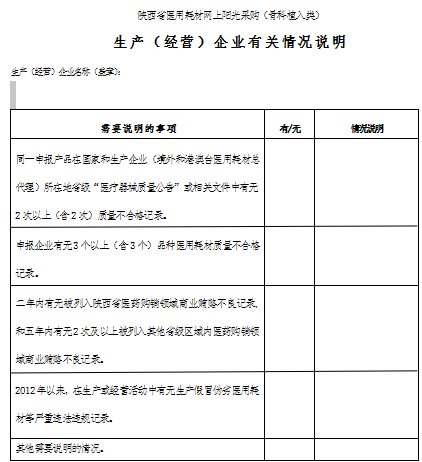 陕西省医用耗材网上阳光采购（骨科植入类）
生产（经营）企业有关情况说明
生产（经营）企业名称（盖章）：
需要说明的事项 有/无 情况说明
同一申报产品在国家和生产企业（境外和港澳台医用耗材总
代理）所在地省级“医疗器械质量公告”或相关文件中有无
2次以上（含2次）质量不合格记录。
申报企业有无3个以上（含3个）品种医用耗材质量不合格
记录。
二年内有无被列入陕西省医药购销领域商业贿赂不良记录，
和五年内有无2次及以上被列入其他省级区域内医药购销领
域商业贿赂不良记录。
2012年以来，在生产或经营活动中有无生产假冒伪劣医用耗
材等严重违法违规记录。
其他需要说明的情况。